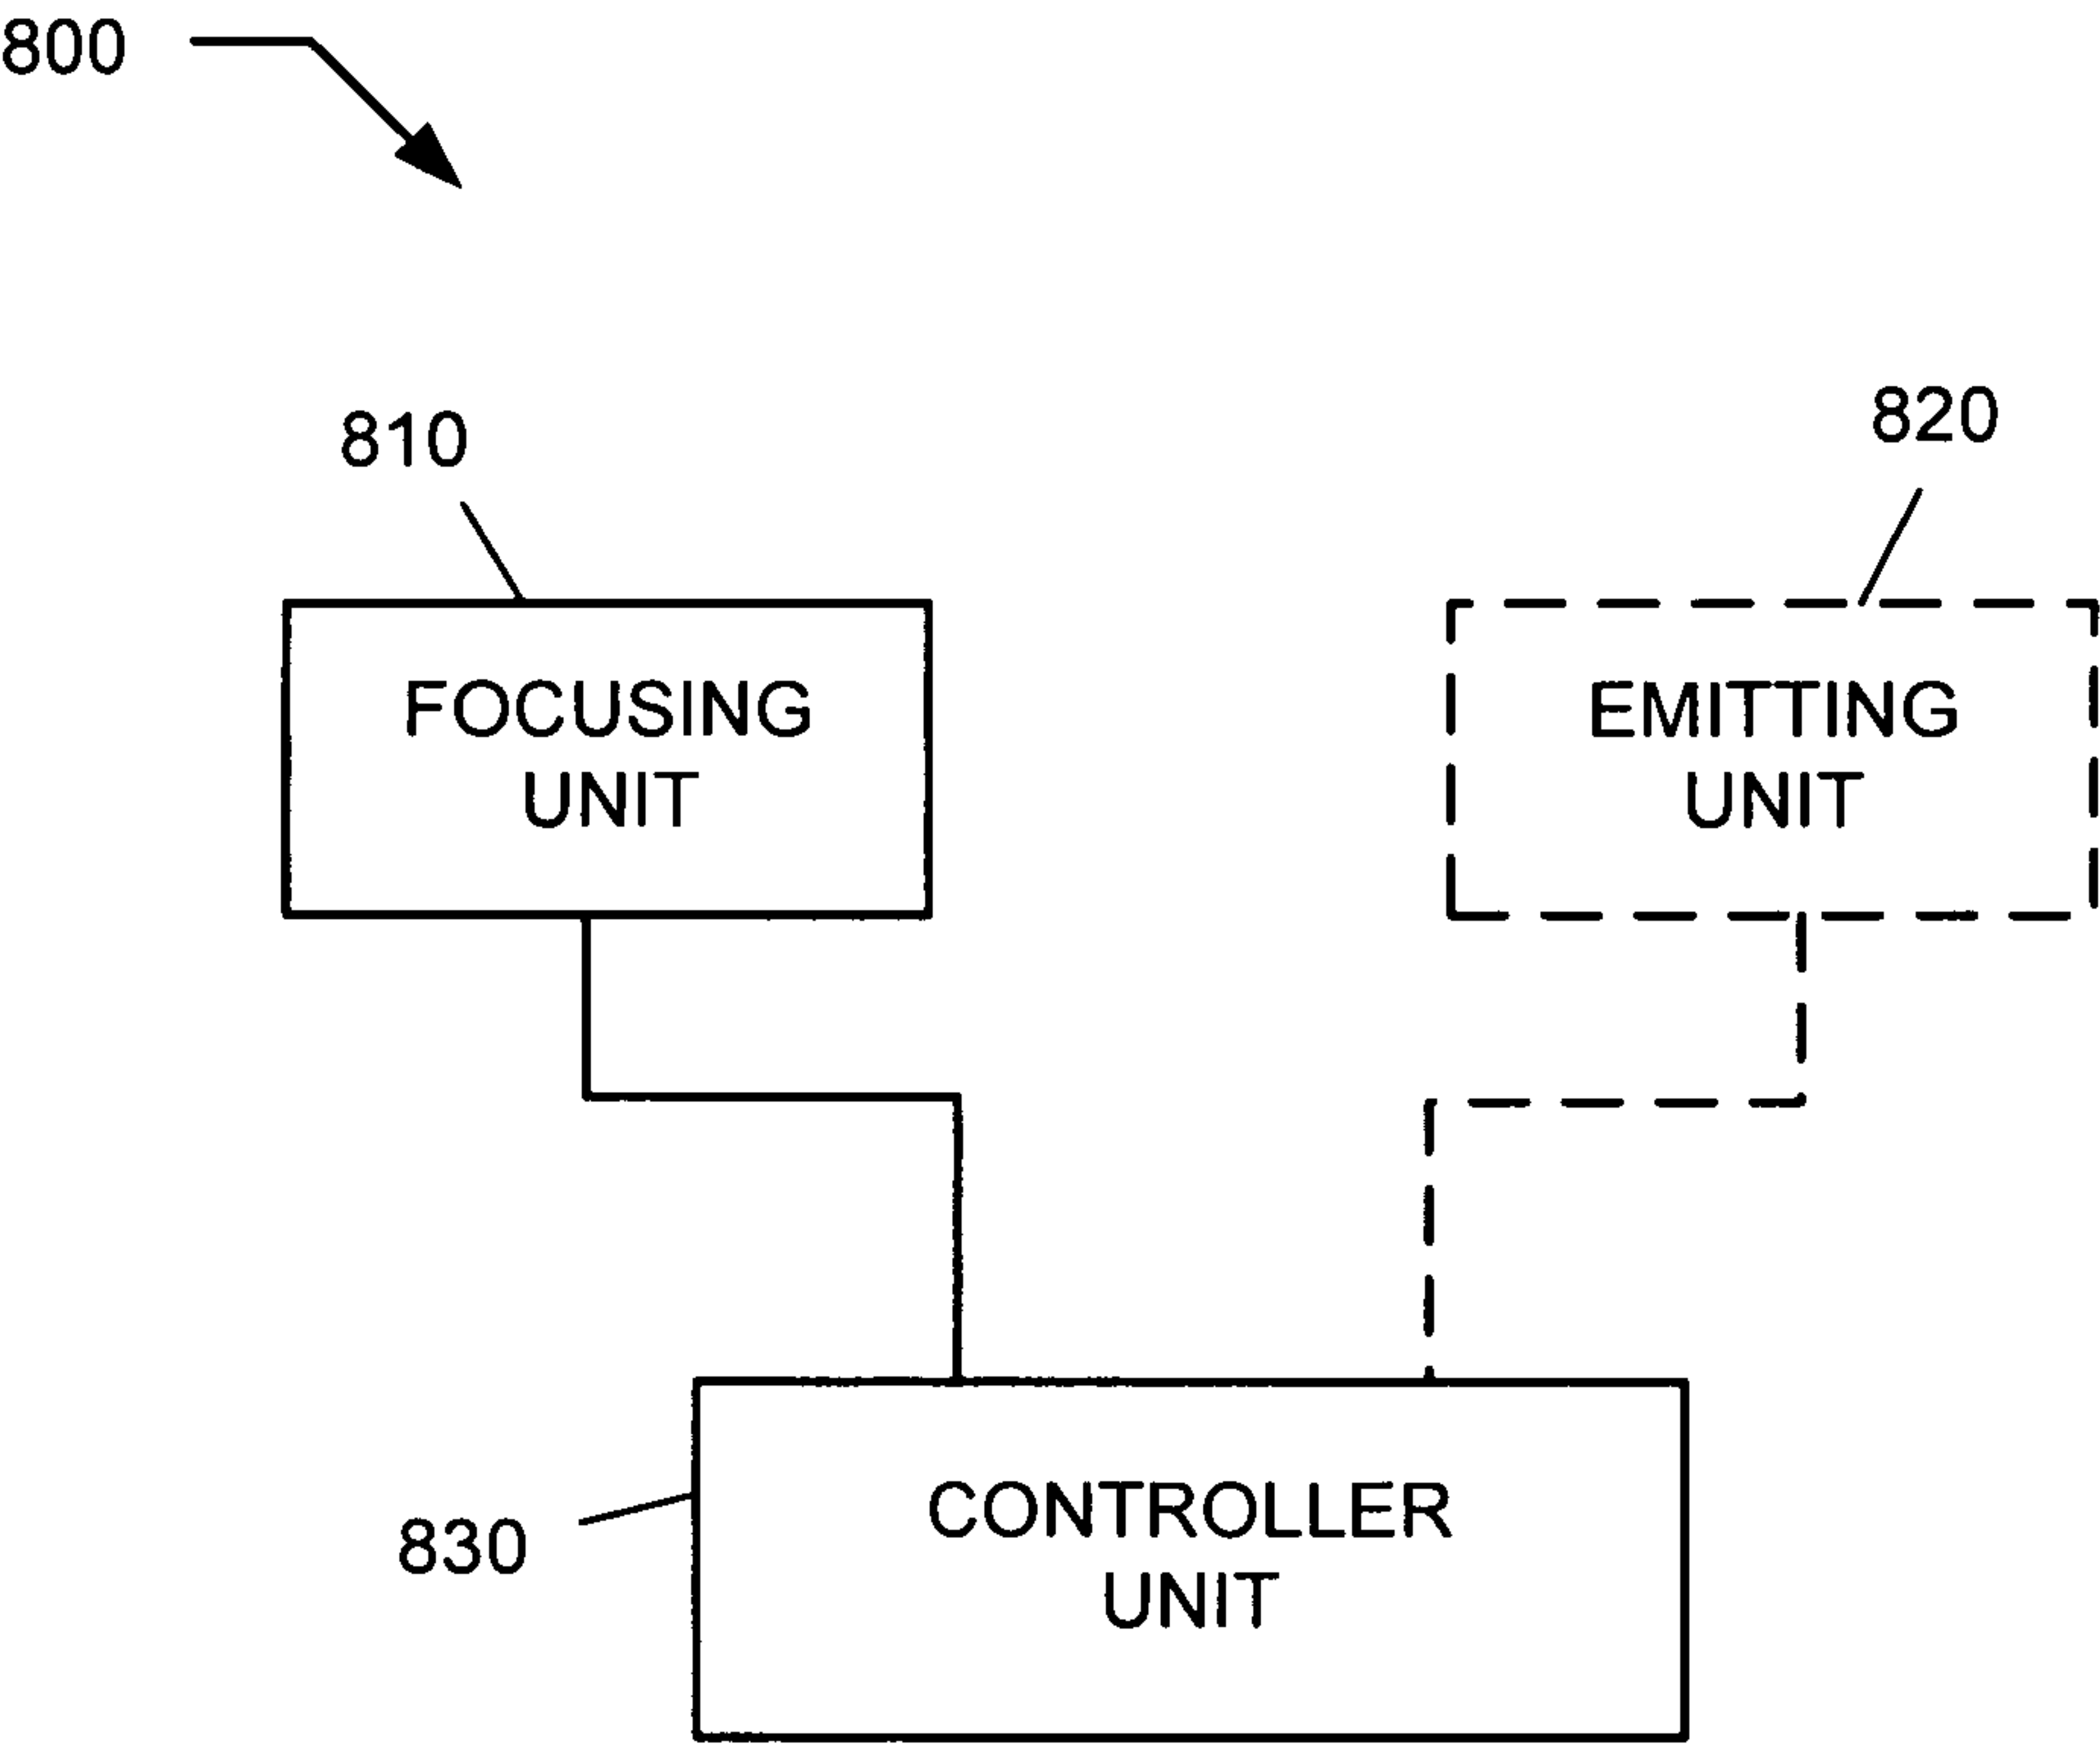 800
810
820
FOCUSING
UNIT
EMITTING
UNIT
830
CONTROLLER
UNIT